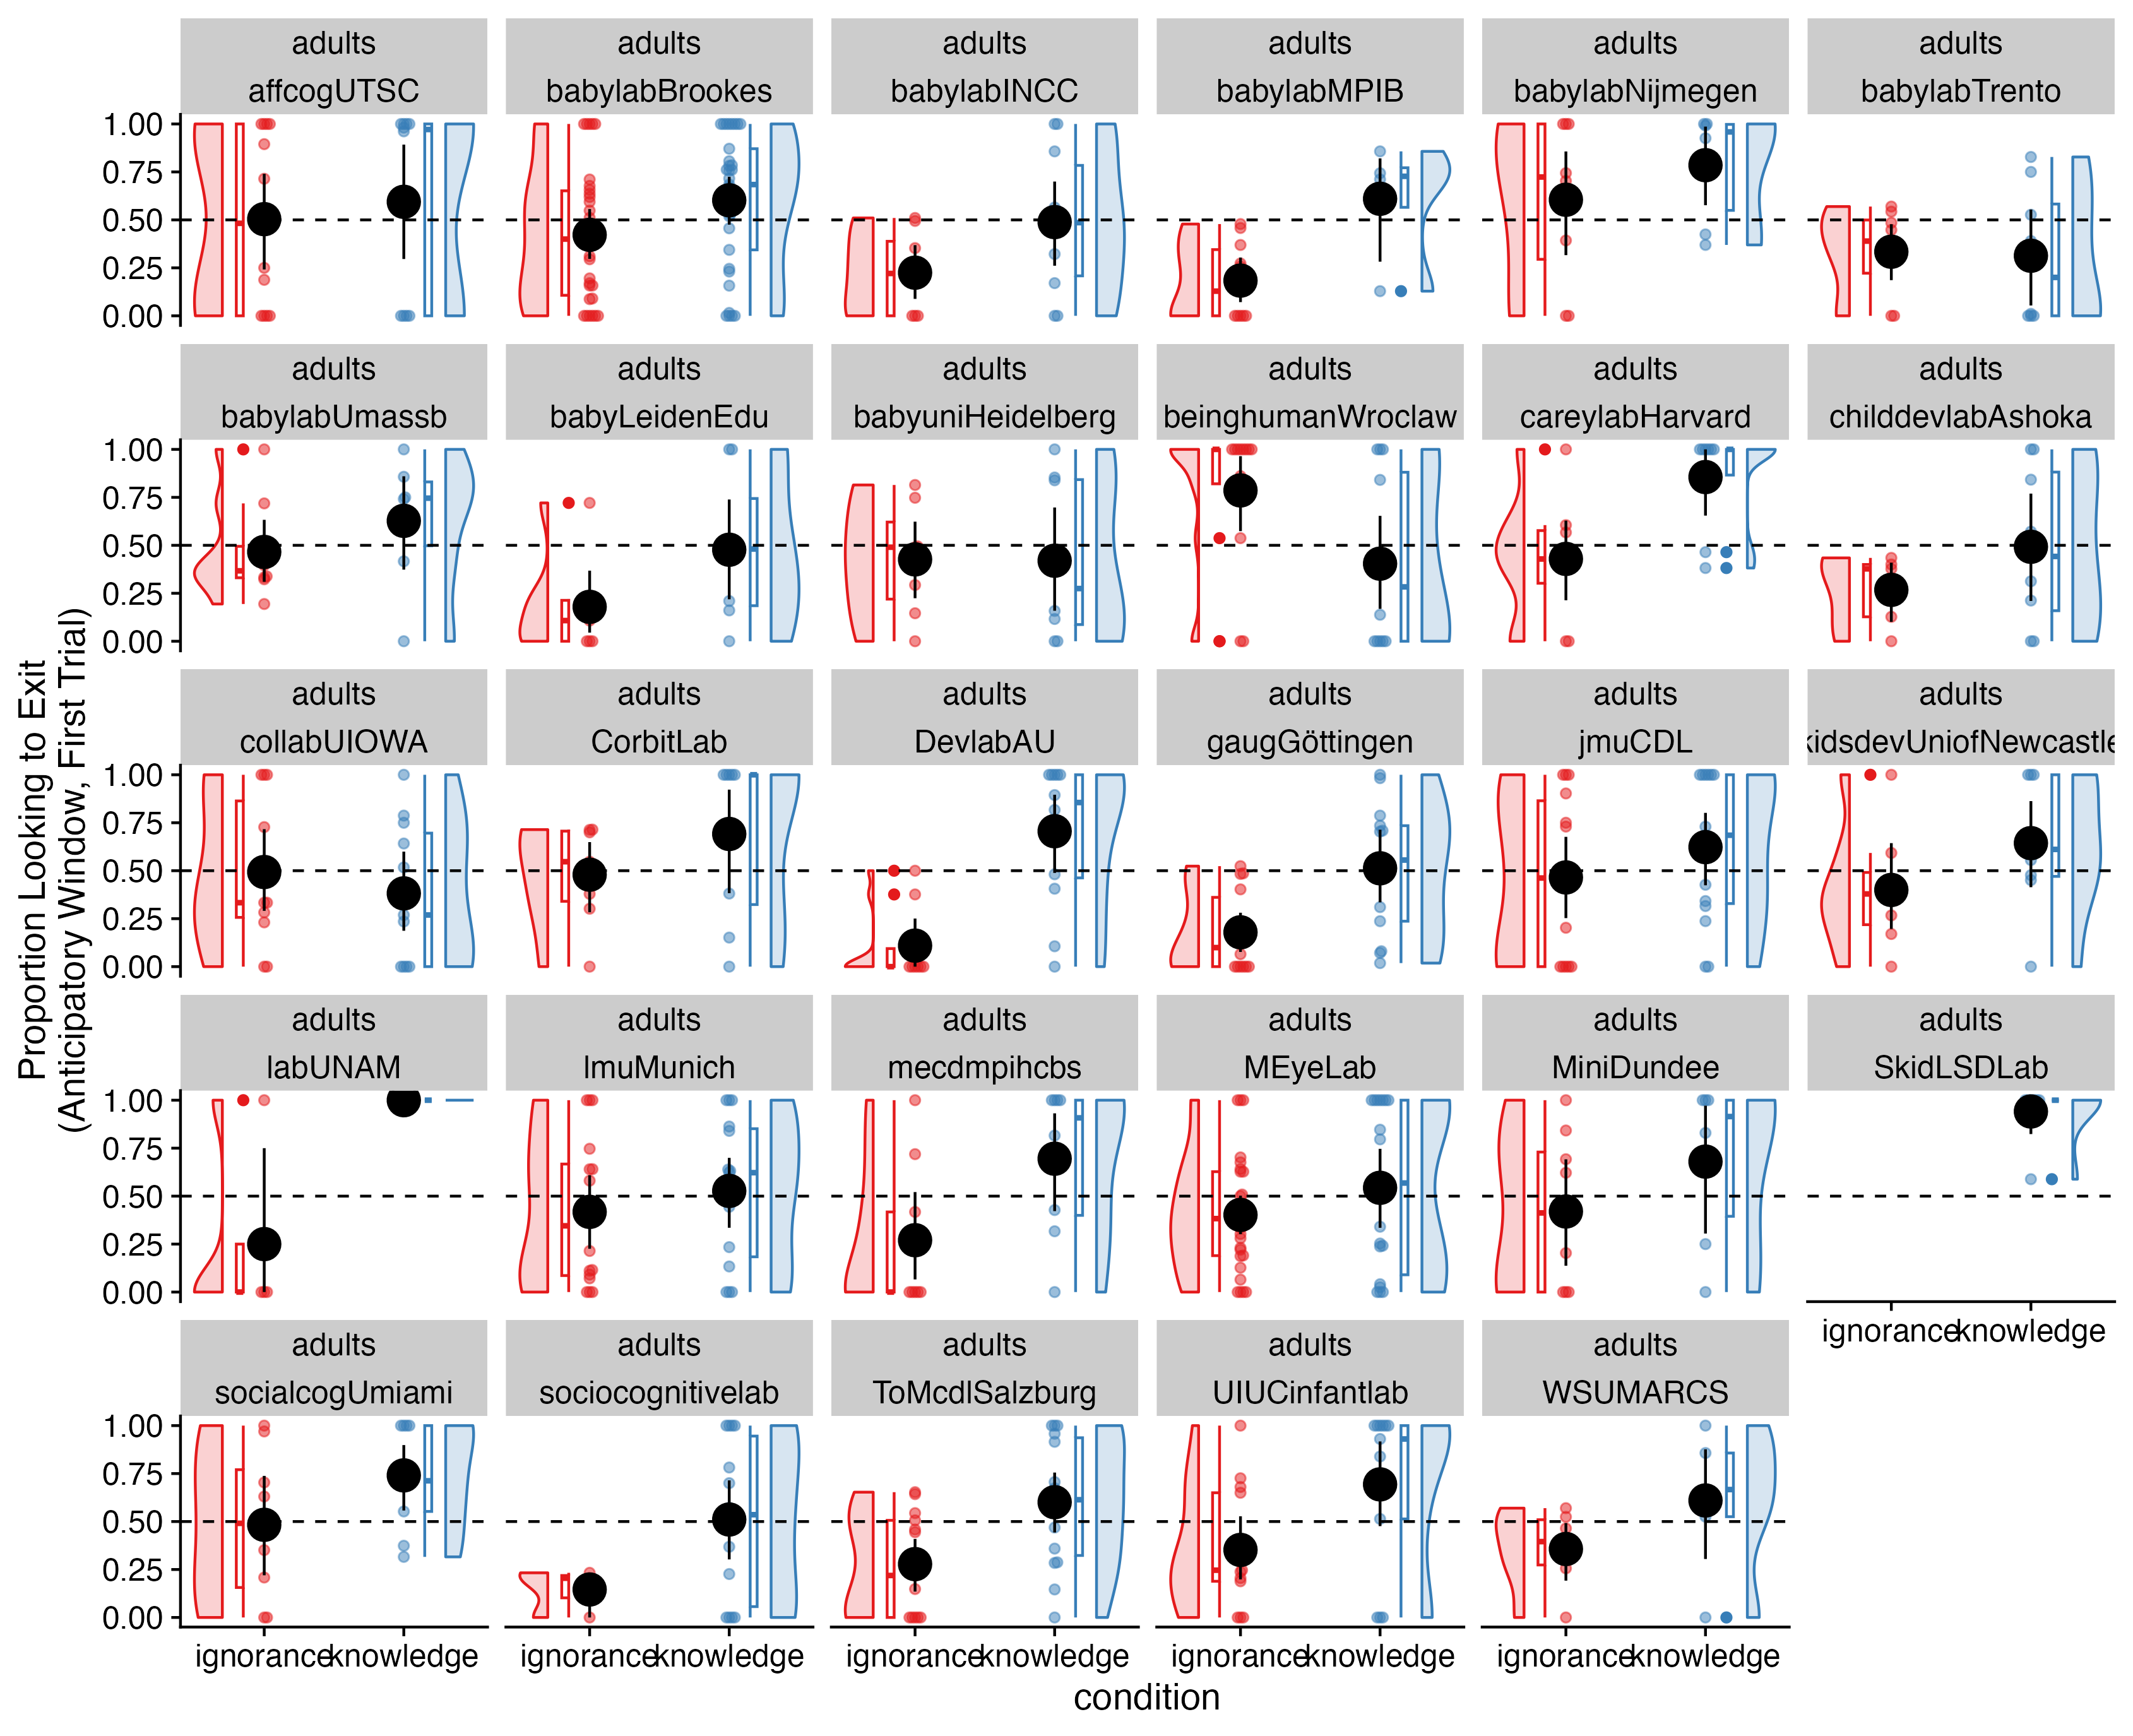 adults adults adults adults adults adults
affcogUTSC babylabBrookes babylabINCC babylabMPIB babylabNijmegen babylabTrento
1.00
0.75
0.50
0.25
0.00
adults adults adults adults adults adults
babylabUmassb babyLeidenEdu babyuniHeidelberg beinghumanWroclaw careylabHarvard childdevlabAshoka
1.00
0.75
0.50
0.25
0.00
adults adults adults adults adults adults
collabUIOWA CorbitLab DevlabAU gaugGöttingen jmuCDL kidsdevUniofNewcastle
1.00
0.75
0.50
0.25
0.00
adults adults adults adults adults adults
labUNAM lmuMunich mecdmpihcbs MEyeLab MiniDundee SkidLSDLab
1.00
0.75
0.50
0.25
0.00
ignorance knowledge
adults adults adults adults adults
socialcogUmiami sociocognitivelab ToMcdlSalzburg UIUCinfantlab WSUMARCS
1.00
0.75
0.50
0.25
0.00
ignorance knowledge ignorance knowledge ignorance knowledge ignorance knowledge ignorance knowledge
condition
Proportion Looking to Exit
(Anticipatory Window, First Trial)